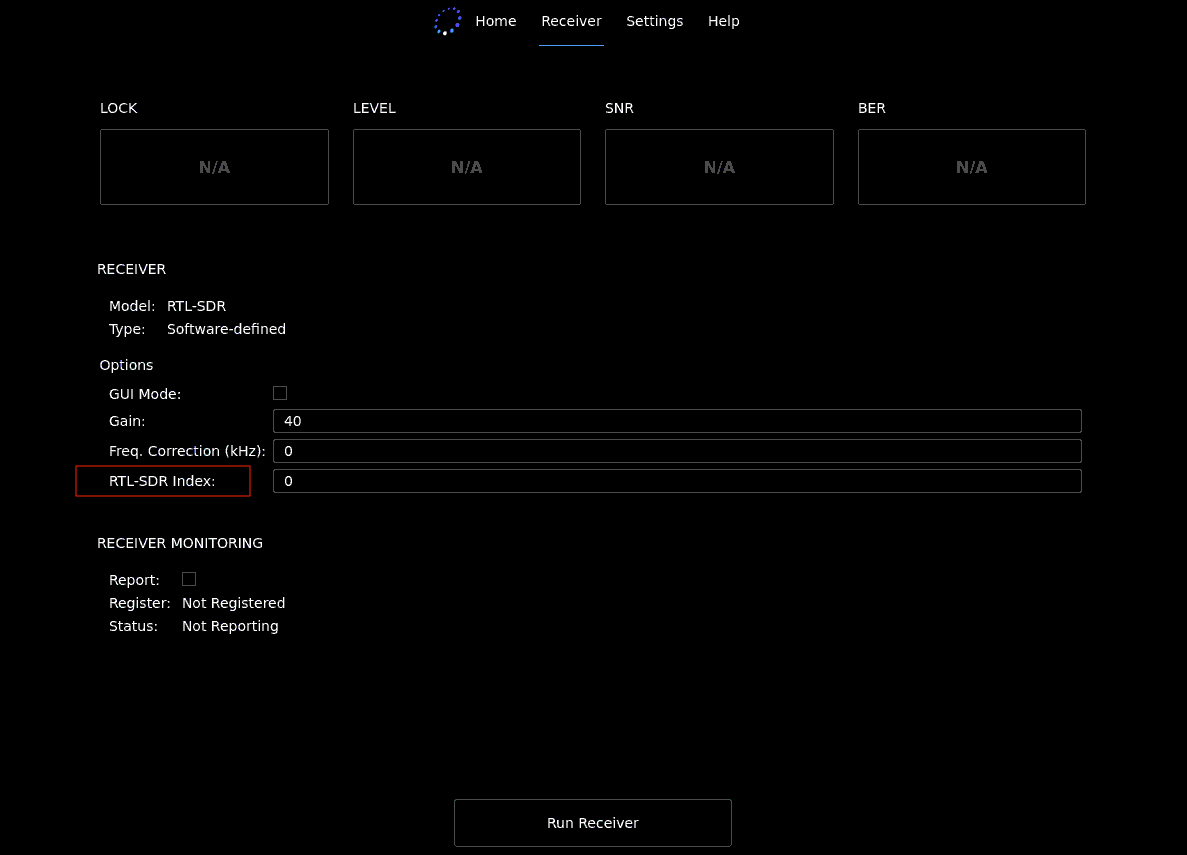 Home Receiver Settings Help
LOCK LEVEL SNR BER
N/A N/A N/A N/A
RECEIVER
Model: RTL-SDR
Type: Software-defined
Options
GUI Mode:
Gain: 40
Freq. Correction (kHz): 0
RTL-SDR Index: 0
RECEIVER MONITORING
Report:
Register: Not Registered
Status: Not Reporting
Run Receiver